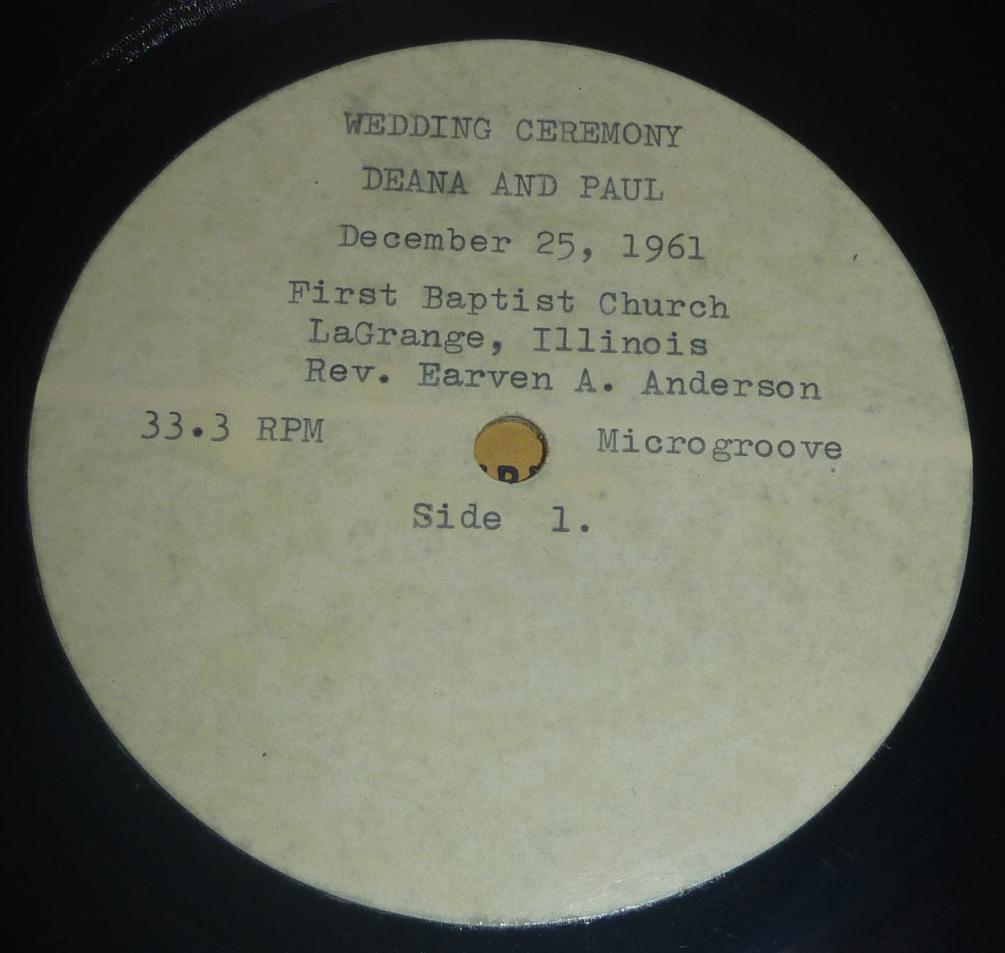 WEDDING CEREMONY
DEANA AND PAUL
December 25, 1961
First Baptist Church
LaGrange, Illinois
Rev. Earven A. Anderson
33.3 RPM Microgroove
Side 1.